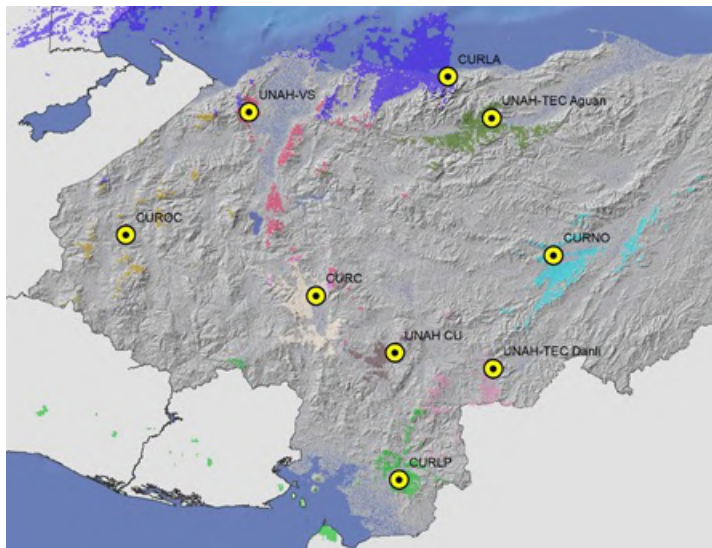 CURLA
UNAH-VS
UNAH-TEC Aguan
CUROC
CURNO
CURC
UNAH CU
UNAH-TEC Danli
CURLP